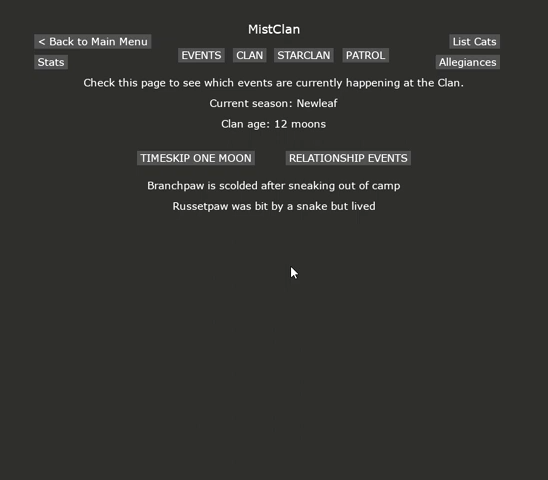 MistClan
< Back to Main Menu
List Cats
EVENTS CLAN STARCLAN PATROL
Stats
Allegiances
Check this page to see which events are currently happening at the Clan.
Current season: Newleaf
Clan age: 12 moons
TIMESKIP ONE MOON RELATIONSHIP EVENTS
Branchpaw is scolded after sneaking out of camp
Russetpaw was bit by a snake but lived